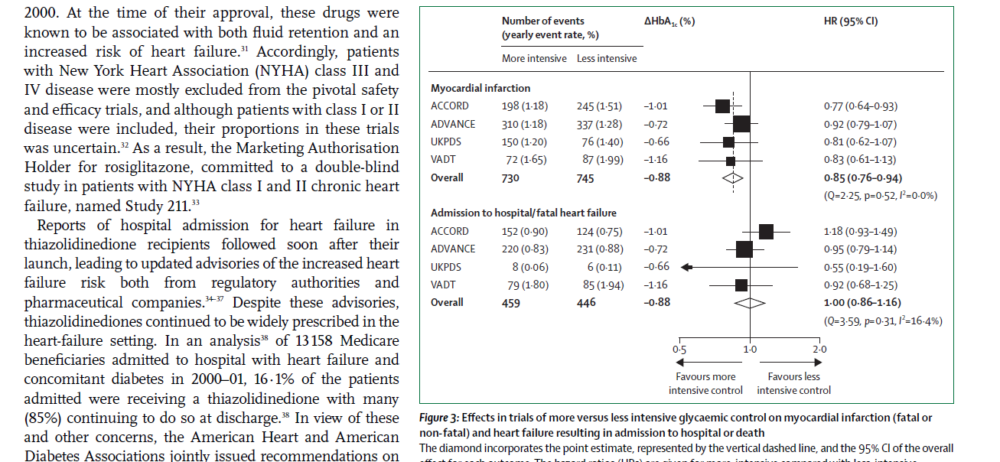 2000. At the time of their approval, these drugs were
known to be associated with both fluid retention and an
increased risk of heart failure.³¹ Accordingly, patients
with New York Heart Association (NYHA) class III and
IV disease were mostly excluded from the pivotal safety
and efficacy trials, and although patients with class I or II
disease were included, their proportions in these trials
was uncertain.³² As a result, the Marketing Authorisation
Holder for rosiglitazone, committed to a double-blind
study in patients with NYHA class I and II chronic heart
failure, named Study 211.³³
Reports of hospital admission for heart failure in
thiazolidinedione recipients followed soon after their
launch, leading to updated advisories of the increased heart
failure risk both from regulatory authorities and
pharmaceutical companies.³⁴⁻³⁷ Despite these advisories,
thiazolidinediones continued to be widely prescribed in the
heart-failure setting. In an analysis³⁸ of 13 158 Medicare
beneficiaries admitted to hospital with heart failure and
concomitant diabetes in 2000–01, 16·1% of the patients
admitted were receiving a thiazolidinedione with many
(85%) continuing to do so at discharge.³⁸ In view of these
and other concerns, the American Heart and American
Diabetes Associations jointly issued recommendations on
Number of events ΔHbA₁c (%) HR (95% CI)
(yearly event rate, %)
More intensive Less intensive
Myocardial infarction
ACCORD 198 (1·18) 245 (1·51) –1·01 0·77 (0·64–0·93)
ADVANCE 310 (1·18) 337 (1·28) –0·72 0·92 (0·79–1·07)
UKPDS 150 (1·20) 76 (1·40) –0·66 0·81 (0·62–1·07)
VADT 72 (1·65) 87 (1·99) –1·16 0·83 (0·61–1·13)
Overall 730 745 –0·88 0·85 (0·76–0·94)
(Q=2·25, p=0·52, I²=0·0%)
Admission to hospital/fatal heart failure
ACCORD 152 (0·90) 124 (0·75) –1·01 1·18 (0·93–1·49)
ADVANCE 220 (0·83) 231 (0·88) –0·72 0·95 (0·79–1·14)
UKPDS 8 (0·06) 6 (0·11) –0·66 0·55 (0·19–1·60)
VADT 79 (1·80) 85 (1·94) –1·16 0·92 (0·68–1·25)
Overall 459 446 –0·88 1·00 (0·86–1·16)
(Q=3·59, p=0·31, I²=16·4%)
0·5 1·0 2·0
Favours more Favours less
intensive control intensive control
Figure 3: Effects in trials of more versus less intensive glycaemic control on myocardial infarction (fatal or
non-fatal) and heart failure resulting in admission to hospital or death
The diamond incorporates the point estimate, represented by the vertical dashed line, and the 95% CI of the overall